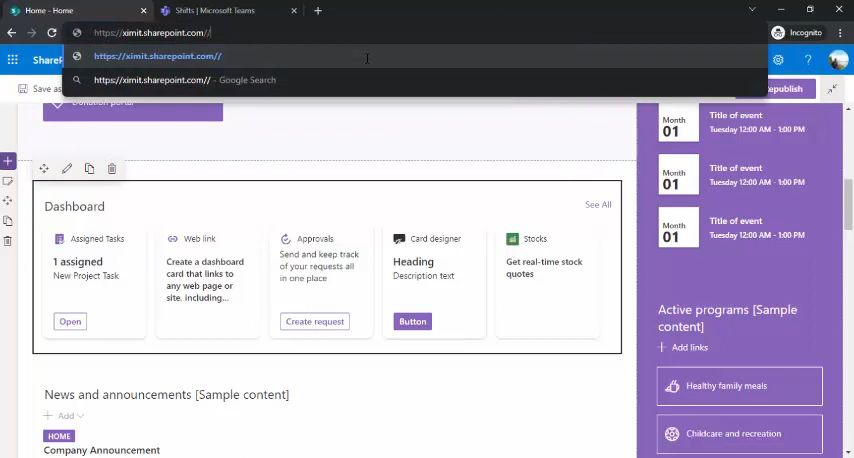 Home - Home
Shifts | Microsoft Teams
https://ximit.sharepoint.com//
Incognito
https://ximit.sharepoint.com//
https://ximit.sharepoint.com// - Google Search
Save as
Donation portal
Month
01
Title of event
Tuesday 12:00 AM - 1:00 PM
Month
01
Title of event
Tuesday 12:00 AM - 1:00 PM
Month
01
Title of event
Tuesday 12:00 AM - 1:00 PM
Dashboard
See All
Assigned Tasks
1 assigned
New Project Task
Open
Web link
Create a dashboard
card that links to
any web page or
site, including...
Approvals
Send and keep track
of your requests all
in one place
Create request
Card designer
Heading
Description text
Button
Stocks
Get real-time stock
quotes
Active programs [Sample
content]
Add links
Healthy family meals
Childcare and recreation
News and announcements [Sample content]
Add
HOME
Company Announcement